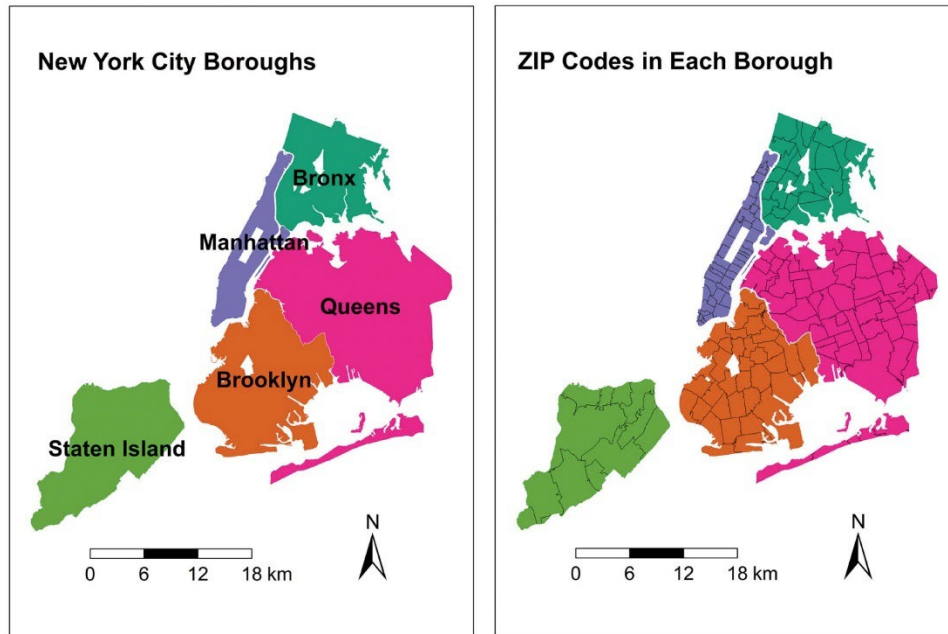 New York City Boroughs
Bronx
Manhattan
Queens
Brooklyn
Staten Island
N
0 6 12 18 km
ZIP Codes in Each Borough
N
0 6 12 18 km